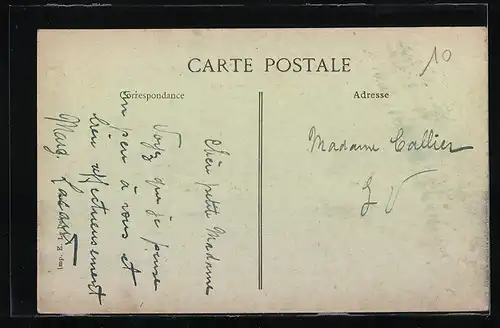 CARTE POSTALE
10
Correspondance
Adresse
Chère petite Madame
Voyez que je pense
un peu à vous et
bien affectueusement
Marg.
Madame Callier